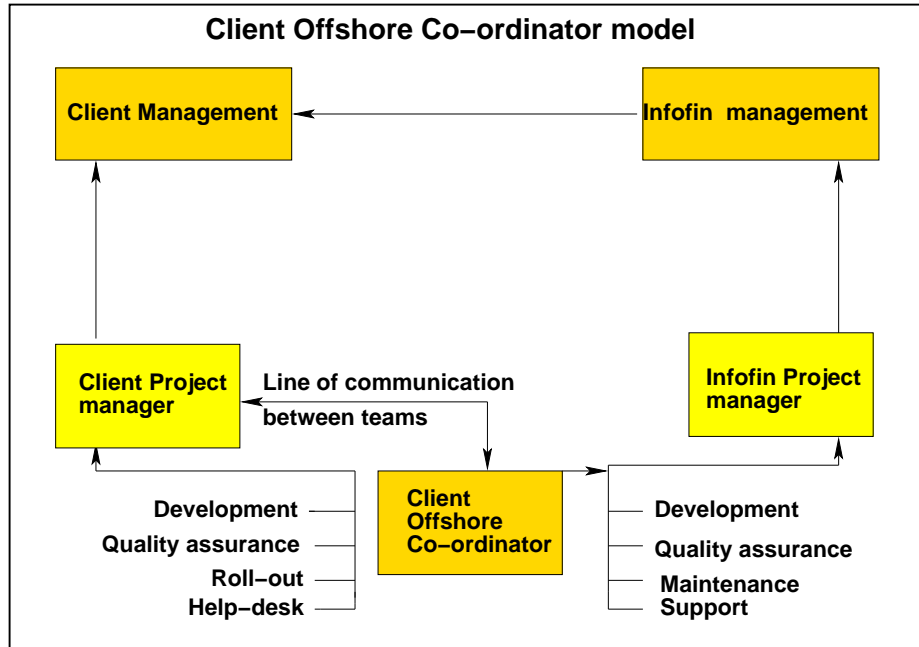 Client Offshore Co−ordinator model
Client Management
Infofin management
Client Project
manager
Line of communication
between teams
Infofin Project
manager
Development
Quality assurance
Roll−out
Help−desk
Client
Offshore
Co−ordinator
Development
Quality assurance
Maintenance
Support